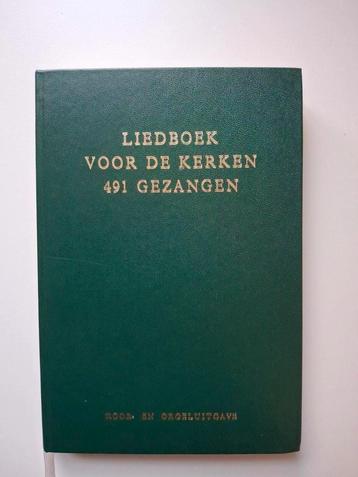 LIEDBOEK
VOOR DE KERKEN
491 GEZANGEN
KOOR- EN ORGELUITGAVE